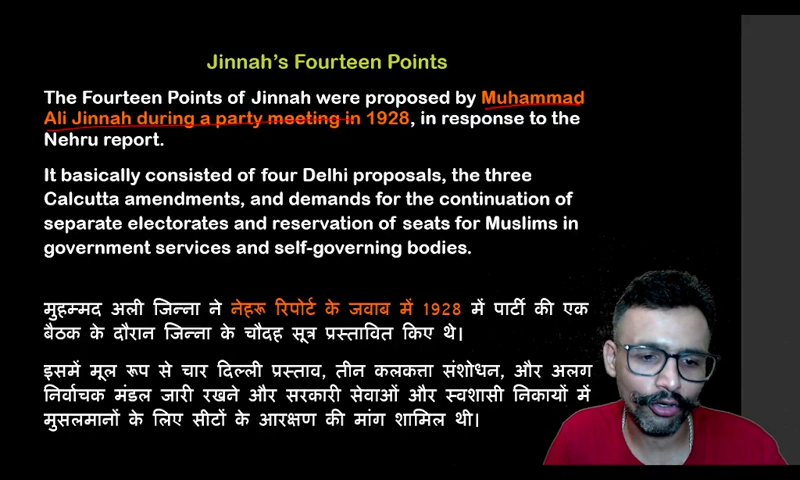 Jinnah's Fourteen Points
The Fourteen Points of Jinnah were proposed by Muhammad
Ali Jinnah during a party meeting in 1928, in response to the
Nehru report.
It basically consisted of four Delhi proposals, the three
Calcutta amendments, and demands for the continuation of
separate electorates and reservation of seats for Muslims in
government services and self-governing bodies.
मुहम्मद अली जिन्ना ने नेहरू रिपोर्ट के जवाब में 1928 में पार्टी की एक
बैठक के दौरान जिन्ना के चौदह सूत्र प्रस्तावित किए थे।
इसमें मूल रूप से चार दिल्ली प्रस्ताव, तीन कलकत्ता संशोधन, और अलग
निर्वाचक मंडल जारी रखने और सरकारी सेवाओं और स्वशासी निकायों में
मुसलमानों के लिए सीटों के आरक्षण की मांग शामिल थी।